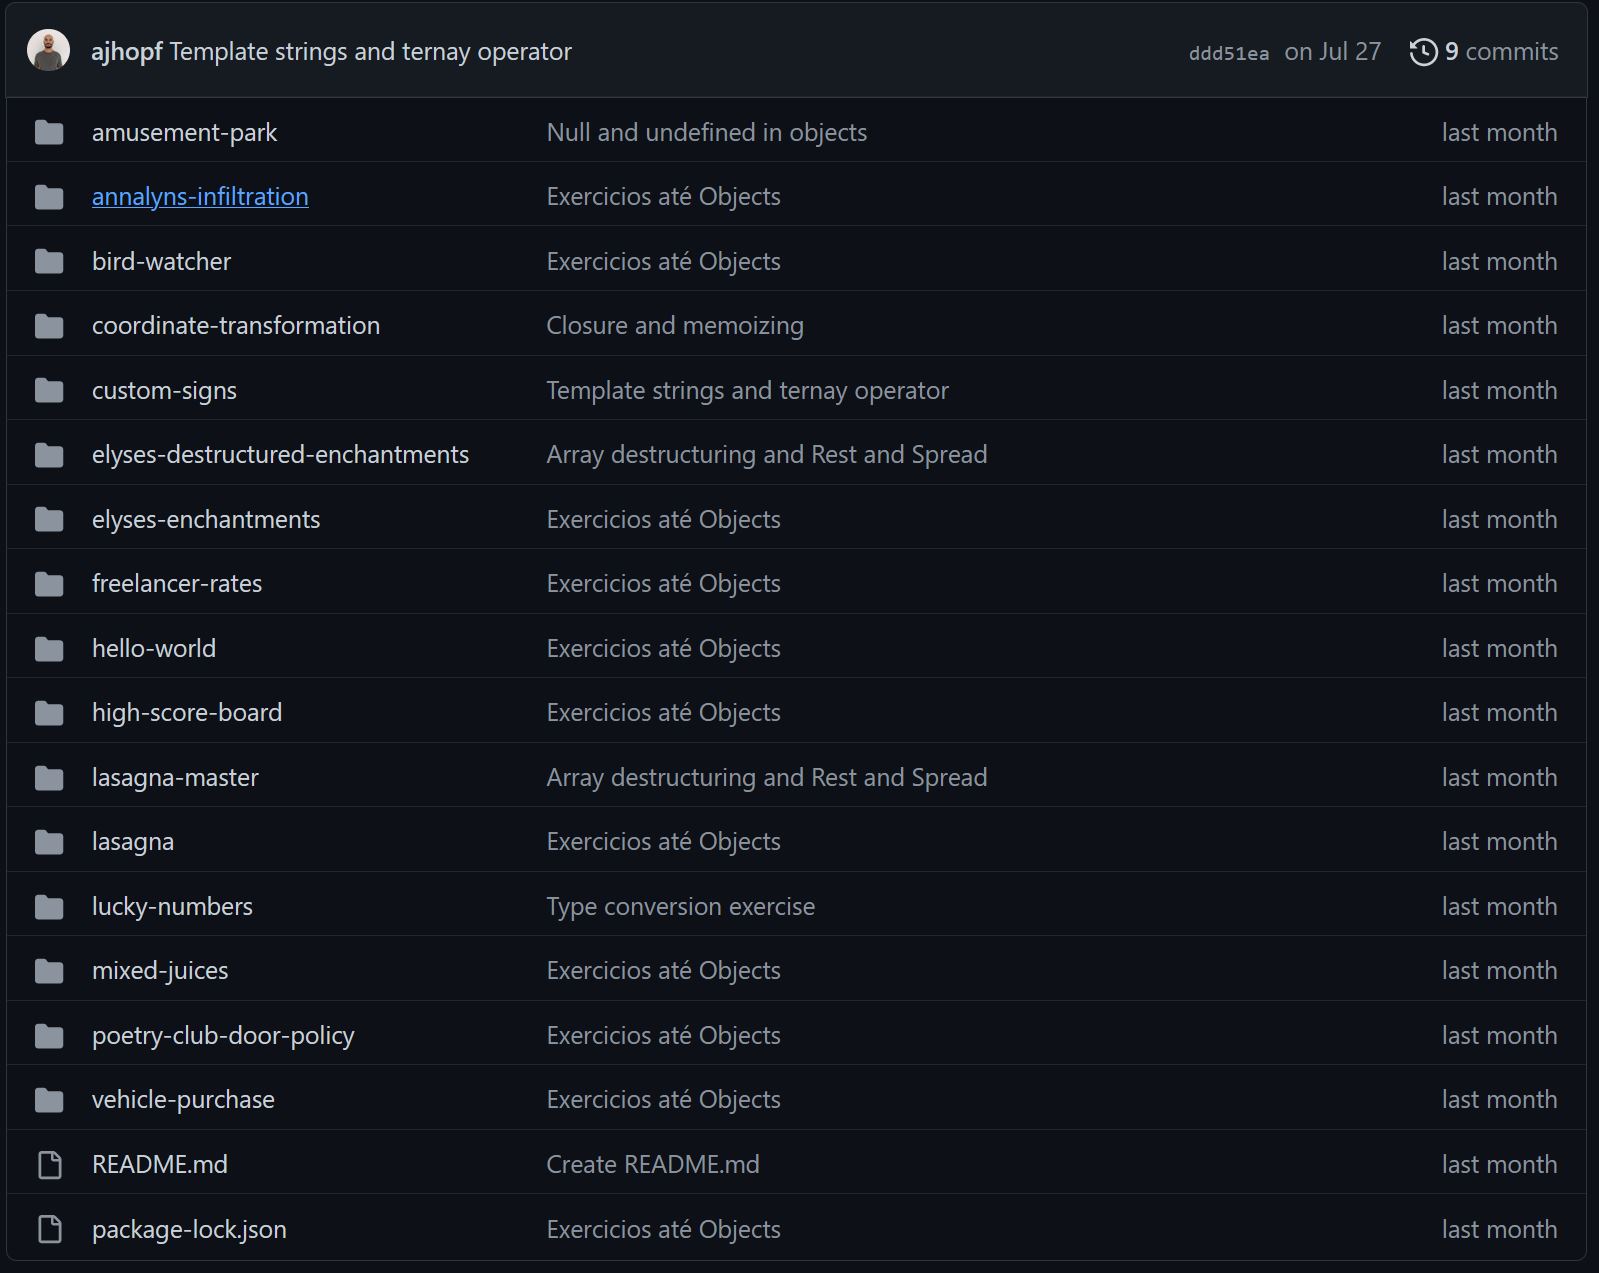 ajhopf Template strings and ternay operator ddd51ea on Jul 27 9 commits
amusement-park Null and undefined in objects last month
annalyns-infiltration Exercicios até Objects last month
bird-watcher Exercicios até Objects last month
coordinate-transformation Closure and memoizing last month
custom-signs Template strings and ternay operator last month
elyses-destructured-enchantments Array destructuring and Rest and Spread last month
elyses-enchantments Exercicios até Objects last month
freelancer-rates Exercicios até Objects last month
hello-world Exercicios até Objects last month
high-score-board Exercicios até Objects last month
lasagna-master Array destructuring and Rest and Spread last month
lasagna Exercicios até Objects last month
lucky-numbers Type conversion exercise last month
mixed-juices Exercicios até Objects last month
poetry-club-door-policy Exercicios até Objects last month
vehicle-purchase Exercicios até Objects last month
README.md Create README.md last month
package-lock.json Exercicios até Objects last month